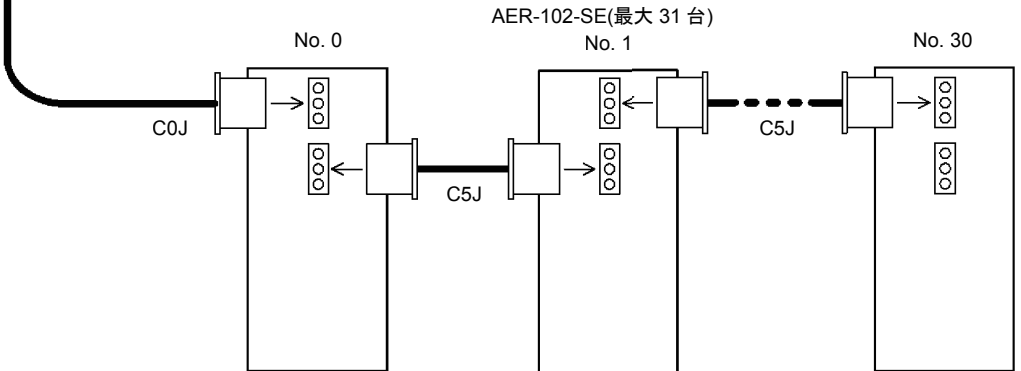 AER-102-SE(最大 31 台)
No. 0
No. 1
No. 30
C0J
C5J
C5J